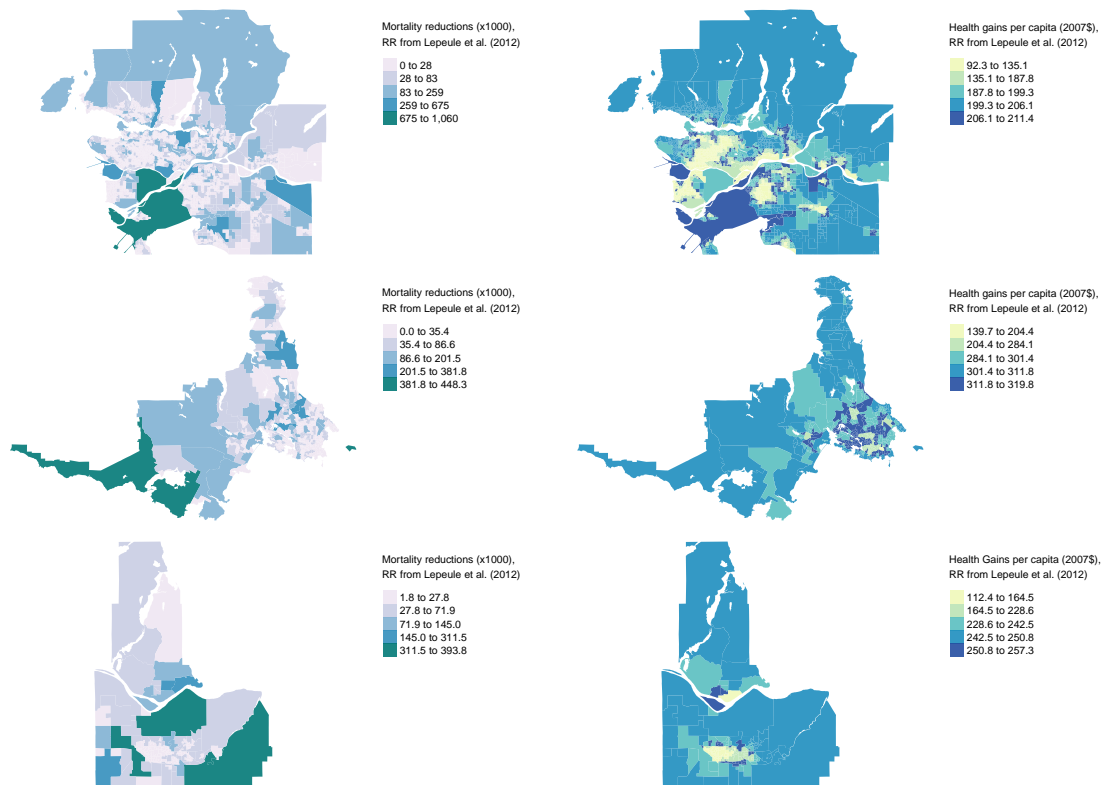 Mortality reductions (x1000),
RR from Lepeule et al. (2012)
0 to 28
28 to 83
83 to 259
259 to 675
675 to 1,060
Health gains per capita (2007$),
RR from Lepeule et al. (2012)
92.3 to 135.1
135.1 to 187.8
187.8 to 199.3
199.3 to 206.1
206.1 to 211.4
Mortality reductions (x1000),
RR from Lepeule et al. (2012)
0.0 to 35.4
35.4 to 86.6
86.6 to 201.5
201.5 to 381.8
381.8 to 448.3
Health gains per capita (2007$),
RR from Lepeule et al. (2012)
139.7 to 204.4
204.4 to 284.1
284.1 to 301.4
301.4 to 311.8
311.8 to 319.8
Mortality reductions (x1000),
RR from Lepeule et al. (2012)
1.8 to 27.8
27.8 to 71.9
71.9 to 145.0
145.0 to 311.5
311.5 to 393.8
Health Gains per capita (2007$),
RR from Lepeule et al. (2012)
112.4 to 164.5
164.5 to 228.6
228.6 to 242.5
242.5 to 250.8
250.8 to 257.3